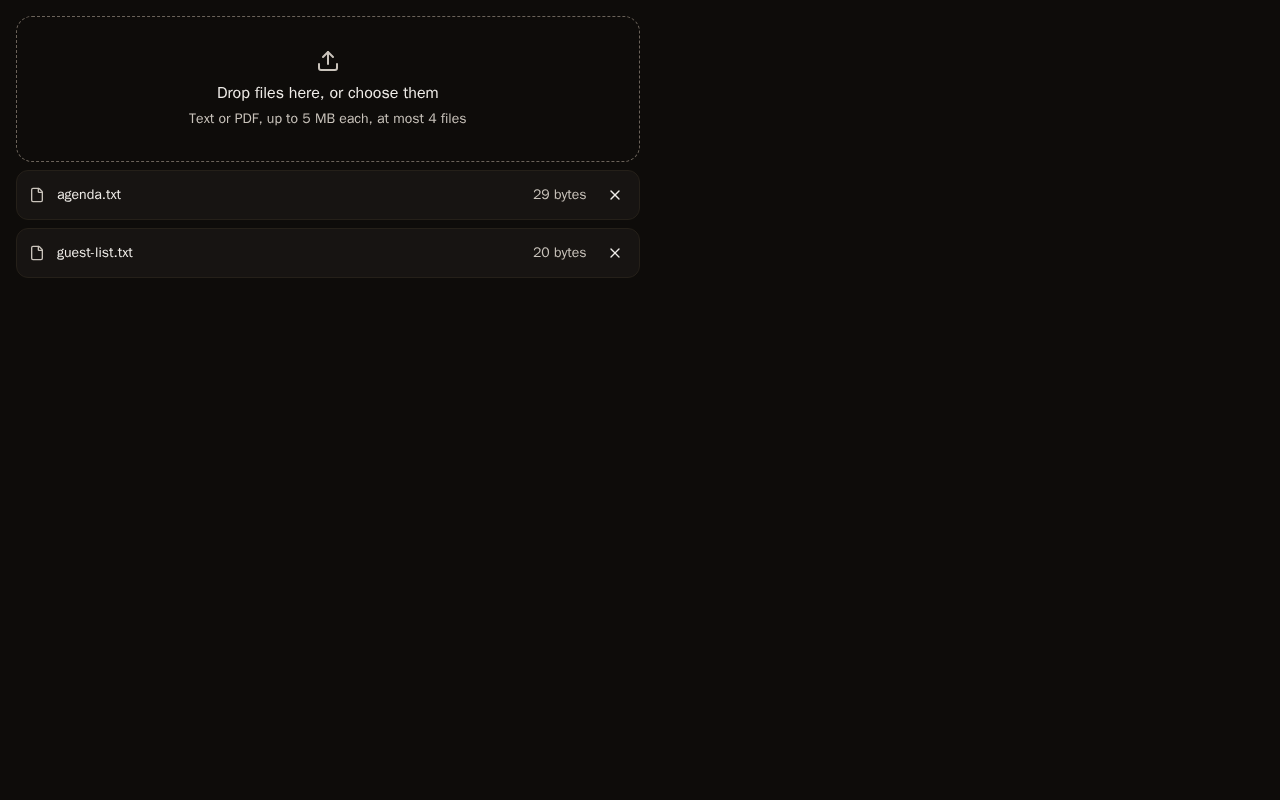 Drop files here, or choose them
Text or PDF, up to 5 MB each, at most 4 files
agenda.txt 29 bytes
guest-list.txt 20 bytes